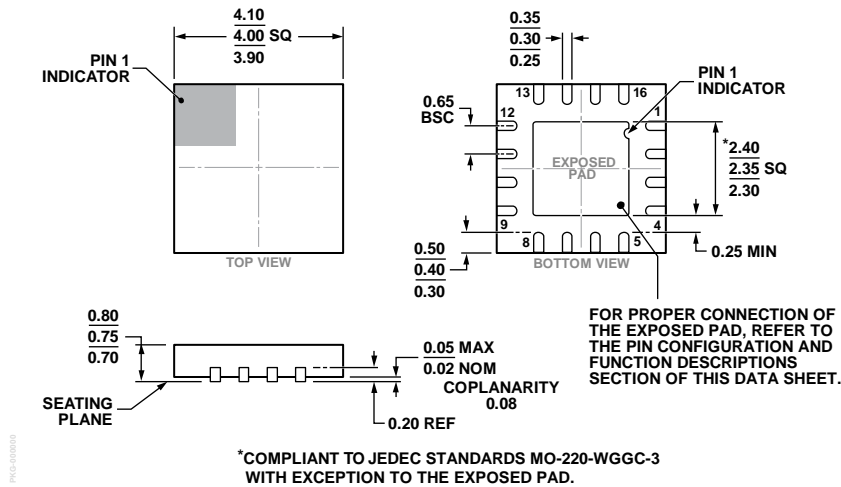 4.10
4.00 SQ
3.90
PIN 1
INDICATOR
TOP VIEW
0.35
0.30
0.25
PIN 1
INDICATOR
0.65
BSC
13
16
12
1
EXPOSED
PAD
9
4
8
5
BOTTOM VIEW
*2.40
2.35 SQ
2.30
0.25 MIN
0.50
0.40
0.30
FOR PROPER CONNECTION OF
THE EXPOSED PAD, REFER TO
THE PIN CONFIGURATION AND
FUNCTION DESCRIPTIONS
SECTION OF THIS DATA SHEET.
0.80
0.75
0.70
SEATING
PLANE
0.05 MAX
0.02 NOM
COPLANARITY
0.08
0.20 REF
*COMPLIANT TO JEDEC STANDARDS MO-220-WGGC-3
WITH EXCEPTION TO THE EXPOSED PAD.
PKG-000000